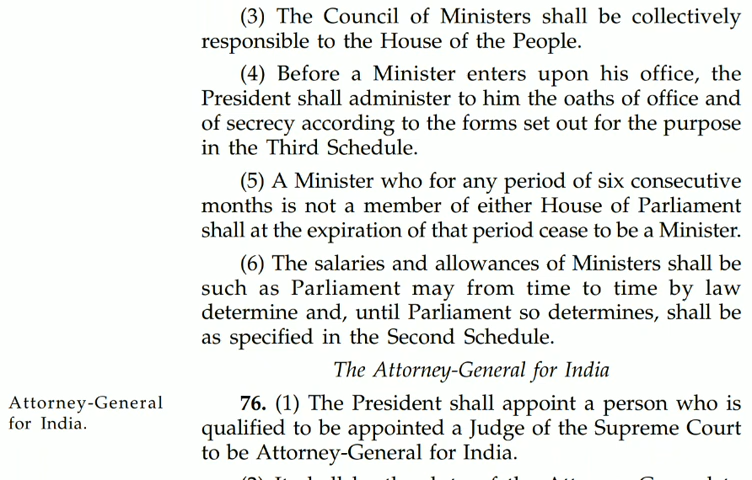 (3) The Council of Ministers shall be collectively
responsible to the House of the People.
(4) Before a Minister enters upon his office, the
President shall administer to him the oaths of office and
of secrecy according to the forms set out for the purpose
in the Third Schedule.
(5) A Minister who for any period of six consecutive
months is not a member of either House of Parliament
shall at the expiration of that period cease to be a Minister.
(6) The salaries and allowances of Ministers shall be
such as Parliament may from time to time by law
determine and, until Parliament so determines, shall be
as specified in the Second Schedule.
The Attorney-General for India
Attorney-General
for India.
76. (1) The President shall appoint a person who is
qualified to be appointed a Judge of the Supreme Court
to be Attorney-General for India.